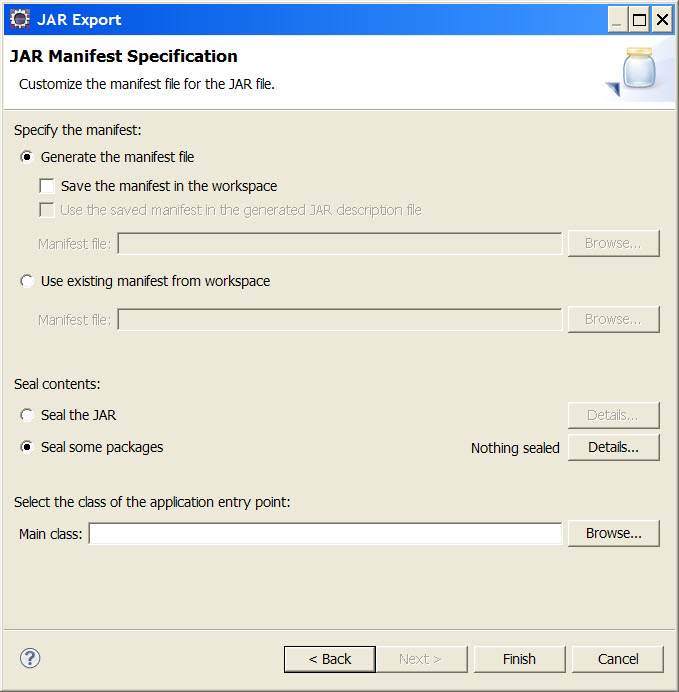 JAR Export
JAR Manifest Specification
Customize the manifest file for the JAR file.
Specify the manifest:
Generate the manifest file
Save the manifest in the workspace
Use the saved manifest in the generated JAR description file
Manifest file: Browse...
Use existing manifest from workspace
Manifest file: Browse...
Seal contents:
Seal the JAR Details...
Seal some packages Nothing sealed Details...
Select the class of the application entry point:
Main class: Browse...
? < Back Next > Finish Cancel